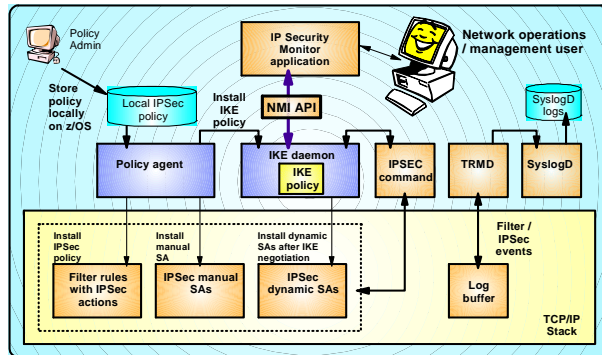 Policy
Admin
IP Security
Monitor
application
Network operations
/ management user
Store
policy
locally
on z/OS
Local IPSec
policy
Install
IKE
policy
NMI API
SyslogD
logs
Policy agent
IKE daemon
IKE
policy
IPSEC
command
TRMD
SyslogD
Install
IPSec
policy
Install
manual
SA
Install dynamic
SAs after IKE
negotiation
Filter /
IPSec
events
Filter rules
with IPSec
actions
IPSec manual
SAs
IPSec
dynamic SAs
Log
buffer
TCP/IP
Stack